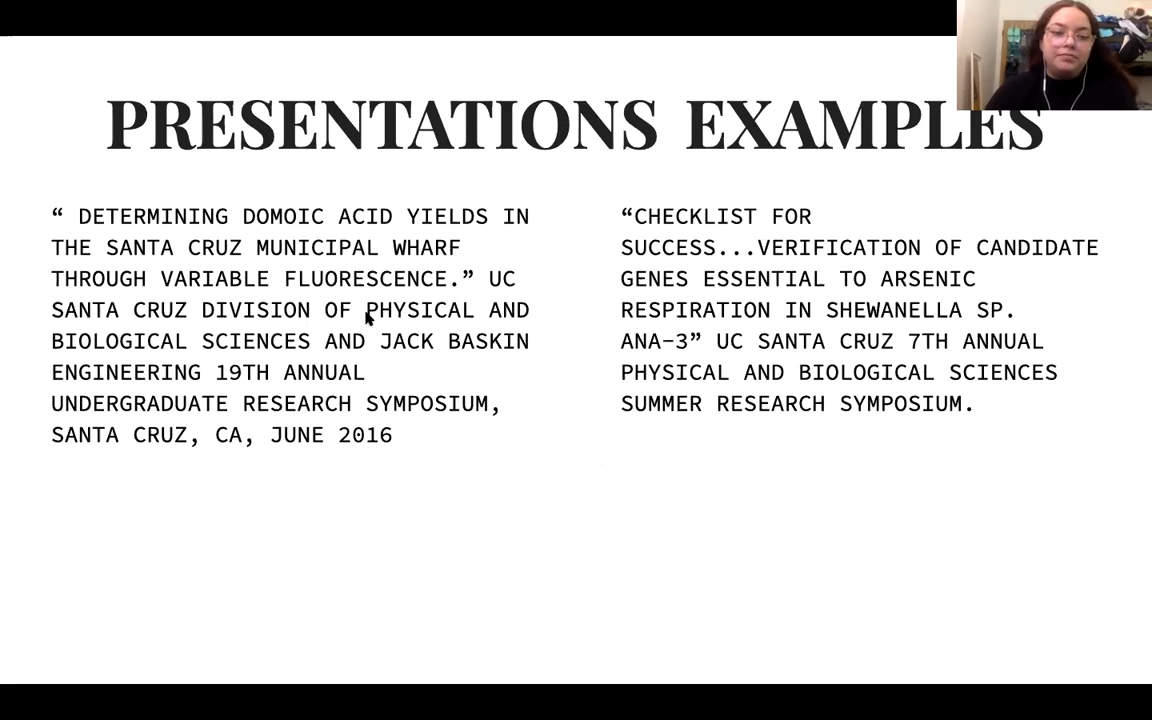 PRESENTATIONS EXAMPLES
“ DETERMINING DOMOIC ACID YIELDS IN
THE SANTA CRUZ MUNICIPAL WHARF
THROUGH VARIABLE FLUORESCENCE.” UC
SANTA CRUZ DIVISION OF PHYSICAL AND
BIOLOGICAL SCIENCES AND JACK BASKIN
ENGINEERING 19TH ANNUAL
UNDERGRADUATE RESEARCH SYMPOSIUM,
SANTA CRUZ, CA, JUNE 2016
“CHECKLIST FOR
SUCCESS...VERIFICATION OF CANDIDATE
GENES ESSENTIAL TO ARSENIC
RESPIRATION IN SHEWANELLA SP.
ANA-3” UC SANTA CRUZ 7TH ANNUAL
PHYSICAL AND BIOLOGICAL SCIENCES
SUMMER RESEARCH SYMPOSIUM.